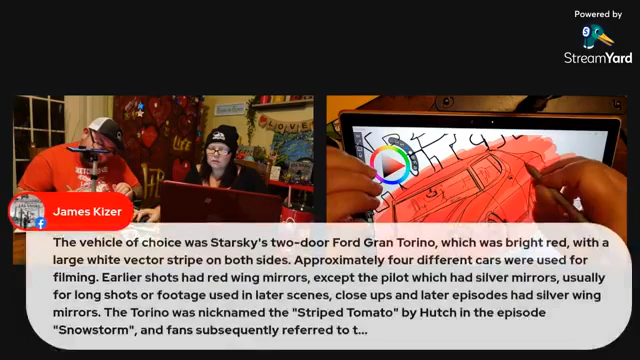 Powered by
StreamYard
LOVE
James Kizer
The vehicle of choice was Starsky's two-door Ford Gran Torino, which was bright red, with a
large white vector stripe on both sides. Approximately four different cars were used for
filming. Earlier shots had red wing mirrors, except the pilot which had silver mirrors, usually
for long shots or footage used in later scenes, close ups and later episodes had silver wing
mirrors. The Torino was nicknamed the "Striped Tomato" by Hutch in the episode
"Snowstorm", and fans subsequently referred to t...